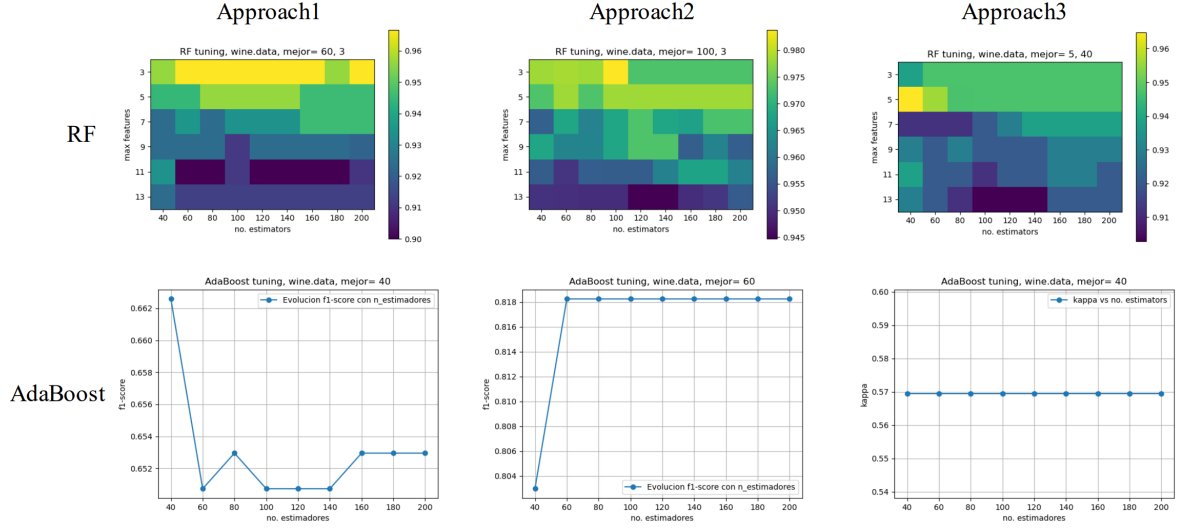 Approach1
Approach2
Approach3
RF
RF tuning, wine.data, mejor= 60, 3
max features
3
5
7
9
11
13
40 60 80 100 120 140 160 180 200
no. estimators
0.96
0.95
0.94
0.93
0.92
0.91
0.90
RF tuning, wine.data, mejor= 100, 3
max features
3
5
7
9
11
13
40 60 80 100 120 140 160 180 200
no. estimators
0.980
0.975
0.970
0.965
0.960
0.955
0.950
0.945
RF tuning, wine.data, mejor= 5, 40
max features
3
5
7
9
11
13
40 60 80 100 120 140 160 180 200
no. estimators
0.96
0.95
0.94
0.93
0.92
0.91
AdaBoost
AdaBoost tuning, wine.data, mejor= 40
Evolucion f1-score con n_estimadores
f1-score
0.662
0.660
0.658
0.656
0.654
0.652
40 60 80 100 120 140 160 180 200
no. estimadores
AdaBoost tuning, wine.data, mejor= 60
f1-score
0.818
0.816
0.814
0.812
0.810
0.808
0.806
0.804
Evolucion f1-score con n_estimadores
40 60 80 100 120 140 160 180 200
no. estimadores
AdaBoost tuning, wine.data, mejor= 40
kappa vs no. estimators
kappa
0.60
0.59
0.58
0.57
0.56
0.55
0.54
40 60 80 100 120 140 160 180 200
no. estimators